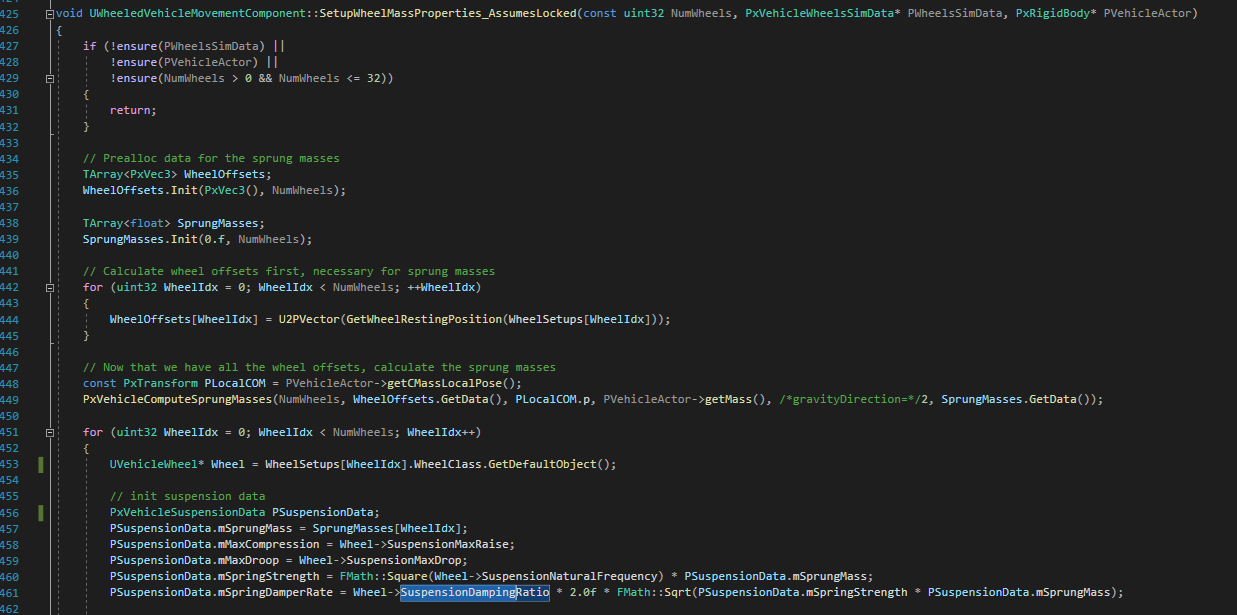 425 void UWheeledVehicleMovementComponent::SetupWheelMassProperties_AssumesLocked(const uint32 NumWheels, PxVehicleWheelsSimData* PWheelsSimData, PxRigidBody* PVehicleActor)
426 {
427 if (!ensure(PWheelsSimData) ||
428 !ensure(PVehicleActor) ||
429 !ensure(NumWheels > 0 && NumWheels <= 32))
430 {
431 return;
432 }
433
434 // Prealloc data for the sprung masses
435 TArray<PxVec3> WheelOffsets;
436 WheelOffsets.Init(PxVec3(), NumWheels);
437
438 TArray<float> SprungMasses;
439 SprungMasses.Init(0.f, NumWheels);
440
441 // Calculate wheel offsets first, necessary for sprung masses
442 for (uint32 WheelIdx = 0; WheelIdx < NumWheels; ++WheelIdx)
443 {
444 WheelOffsets[WheelIdx] = U2PVector(GetWheelRestingPosition(WheelSetups[WheelIdx]));
445 }
446
447 // Now that we have all the wheel offsets, calculate the sprung masses
448 const PxTransform PLocalCOM = PVehicleActor->getCMassLocalPose();
449 PxVehicleComputeSprungMasses(NumWheels, WheelOffsets.GetData(), PLocalCOM.p, PVehicleActor->getMass(), /*gravityDirection=*/2, SprungMasses.GetData());
450
451 for (uint32 WheelIdx = 0; WheelIdx < NumWheels; WheelIdx++)
452 {
453 UVehicleWheel* Wheel = WheelSetups[WheelIdx].WheelClass.GetDefaultObject();
454
455 // init suspension data
456 PxVehicleSuspensionData PSuspensionData;
457 PSuspensionData.mSprungMass = SprungMasses[WheelIdx];
458 PSuspensionData.mMaxCompression = Wheel->SuspensionMaxRaise;
459 PSuspensionData.mMaxDroop = Wheel->SuspensionMaxDrop;
460 PSuspensionData.mSpringStrength = FMath::Square(Wheel->SuspensionNaturalFrequency) * PSuspensionData.mSprungMass;
461 PSuspensionData.mSpringDamperRate = Wheel->SuspensionDampingRatio * 2.0f * FMath::Sqrt(PSuspensionData.mSpringStrength * PSuspensionData.mSprungMass);
462